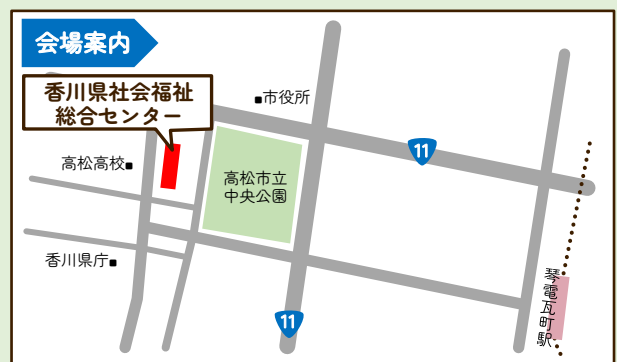 会場案内
香川県社会福祉
総合センター
■市役所
11
高松高校■
高松市立
中央公園
香川県庁■
琴電瓦町駅
11